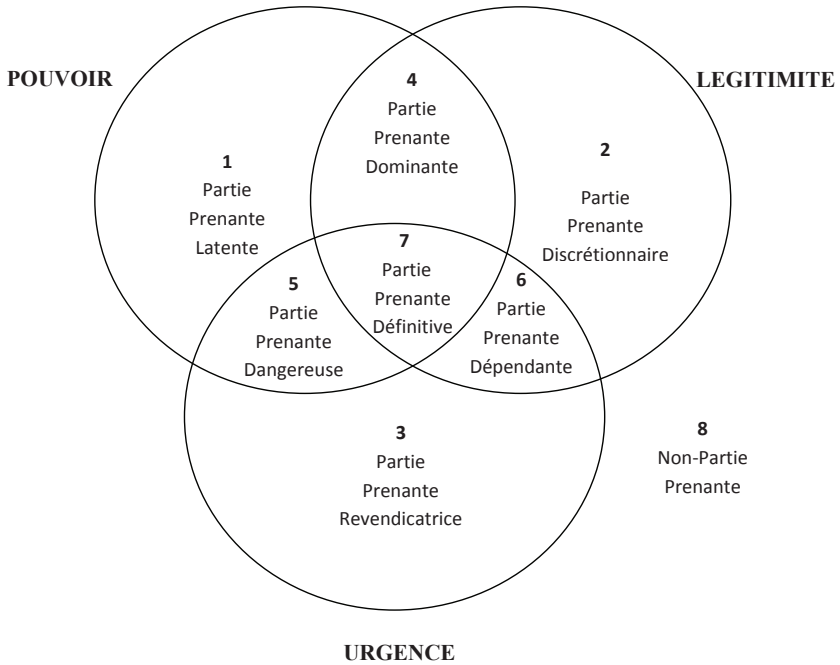 POUVOIR
LEGITIMITE
4
Partie
Prenante
Dominante
1
Partie
Prenante
Latente
2
Partie
Prenante
Discrétionnaire
7
Partie
Prenante
Définitive
5
Partie
Prenante
Dangereuse
6
Partie
Prenante
Dépendante
3
Partie
Prenante
Revendicatrice
8
Non-Partie
Prenante
URGENCE